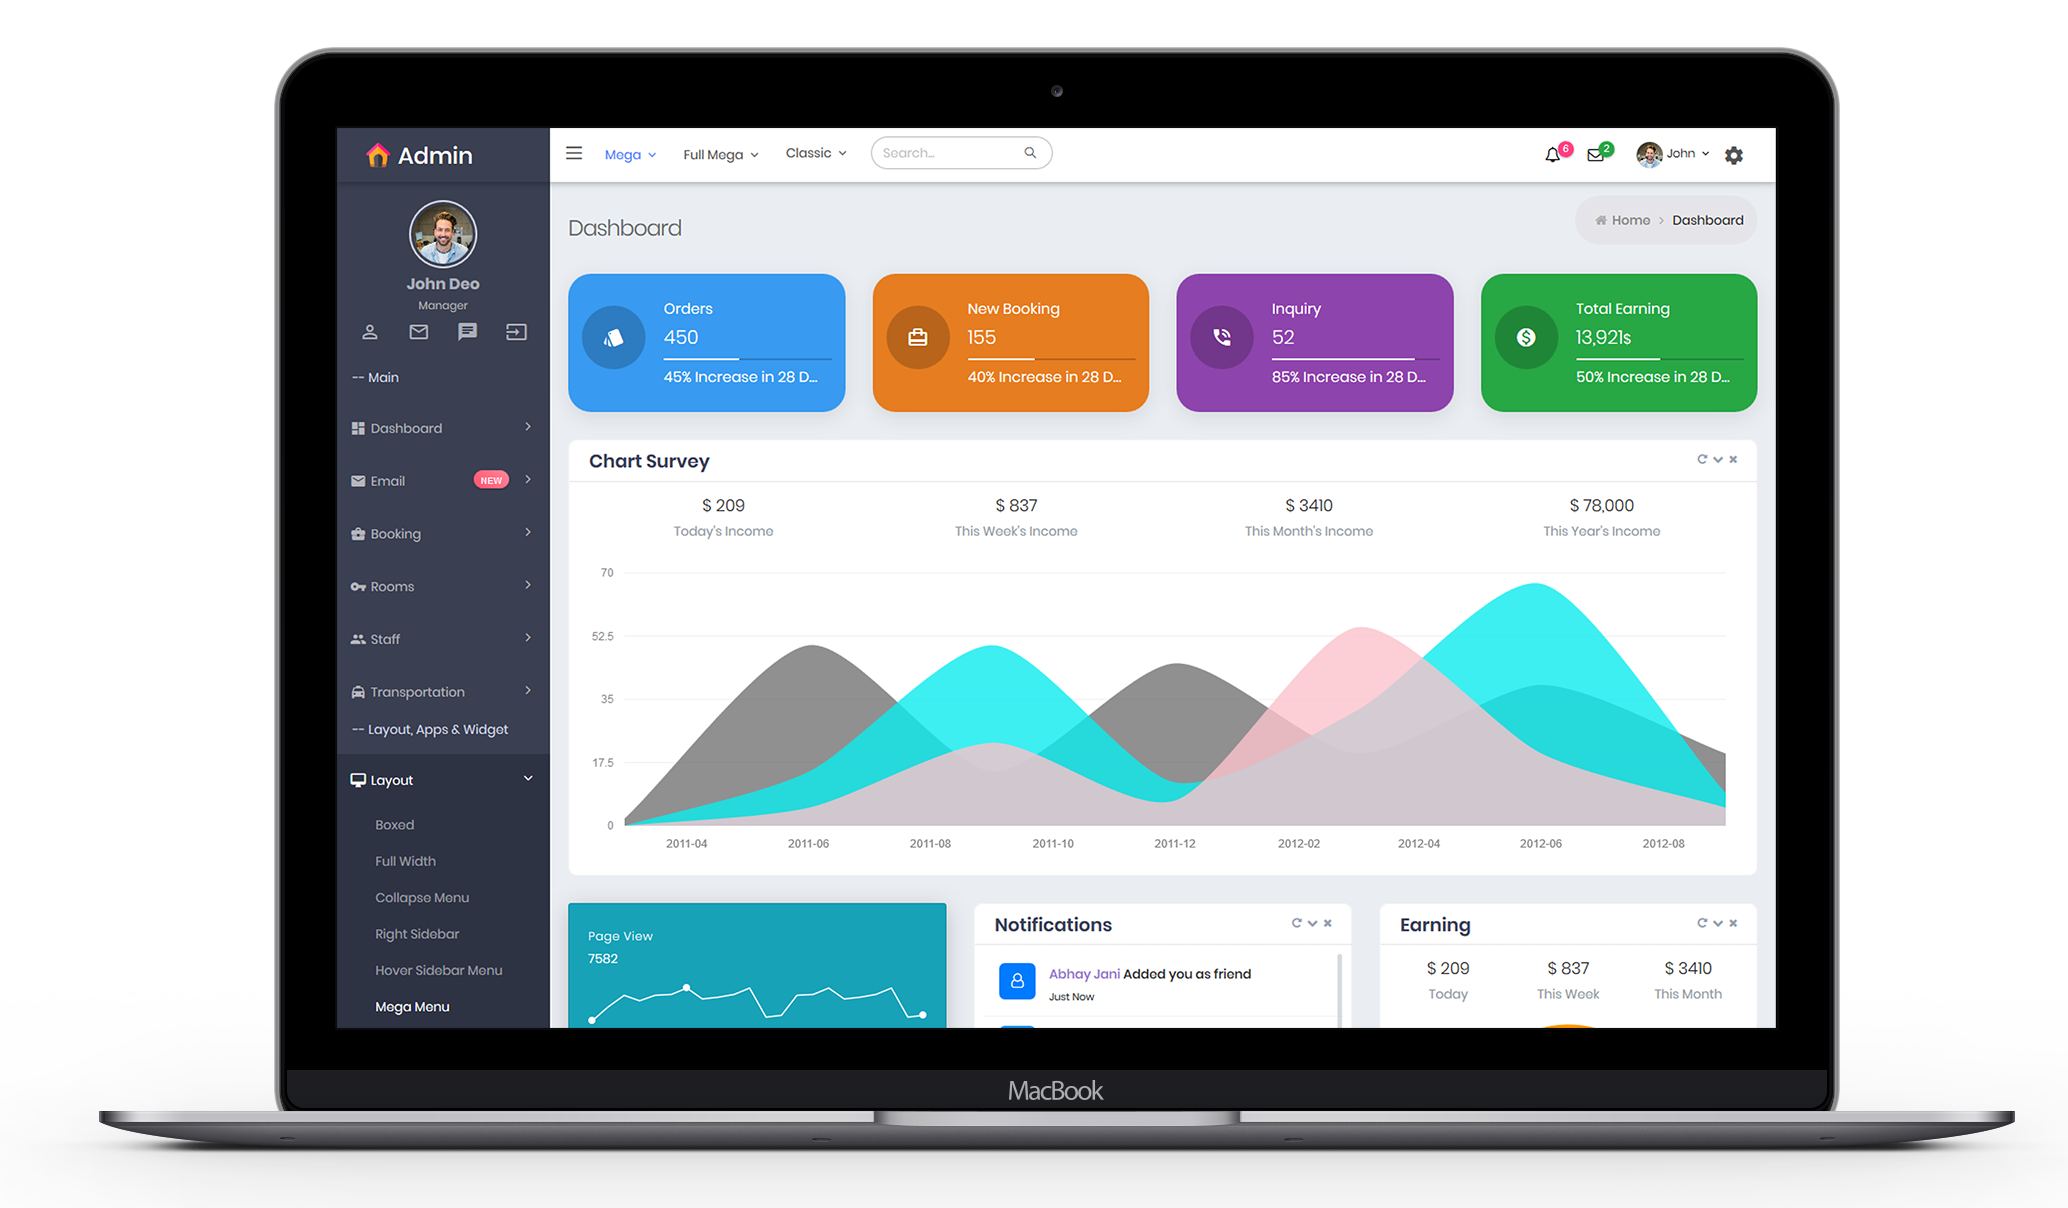 Admin
Mega
Full Mega
Classic
Search...
6
2
John
John Deo
Manager
-- Main
Dashboard
Email
NEW
Booking
Rooms
Staff
Transportation
-- Layout, Apps & Widget
Layout
Boxed
Full Width
Collapse Menu
Right Sidebar
Hover Sidebar Menu
Mega Menu
Dashboard
Home > Dashboard
Orders
450
45% Increase in 28 D...
New Booking
155
40% Increase in 28 D...
Inquiry
52
85% Increase in 28 D...
Total Earning
13,921$
50% Increase in 28 D...
Chart Survey
$ 209
Today's Income
$ 837
This Week's Income
$ 3410
This Month's Income
$ 78,000
This Year's Income
70
52.5
35
17.5
0
2011-04
2011-06
2011-08
2011-10
2011-12
2012-02
2012-04
2012-06
2012-08
Page View
7582
Notifications
Abhay Jani Added you as friend
Just Now
Earning
$ 209
Today
$ 837
This Week
$ 3410
This Month
MacBook